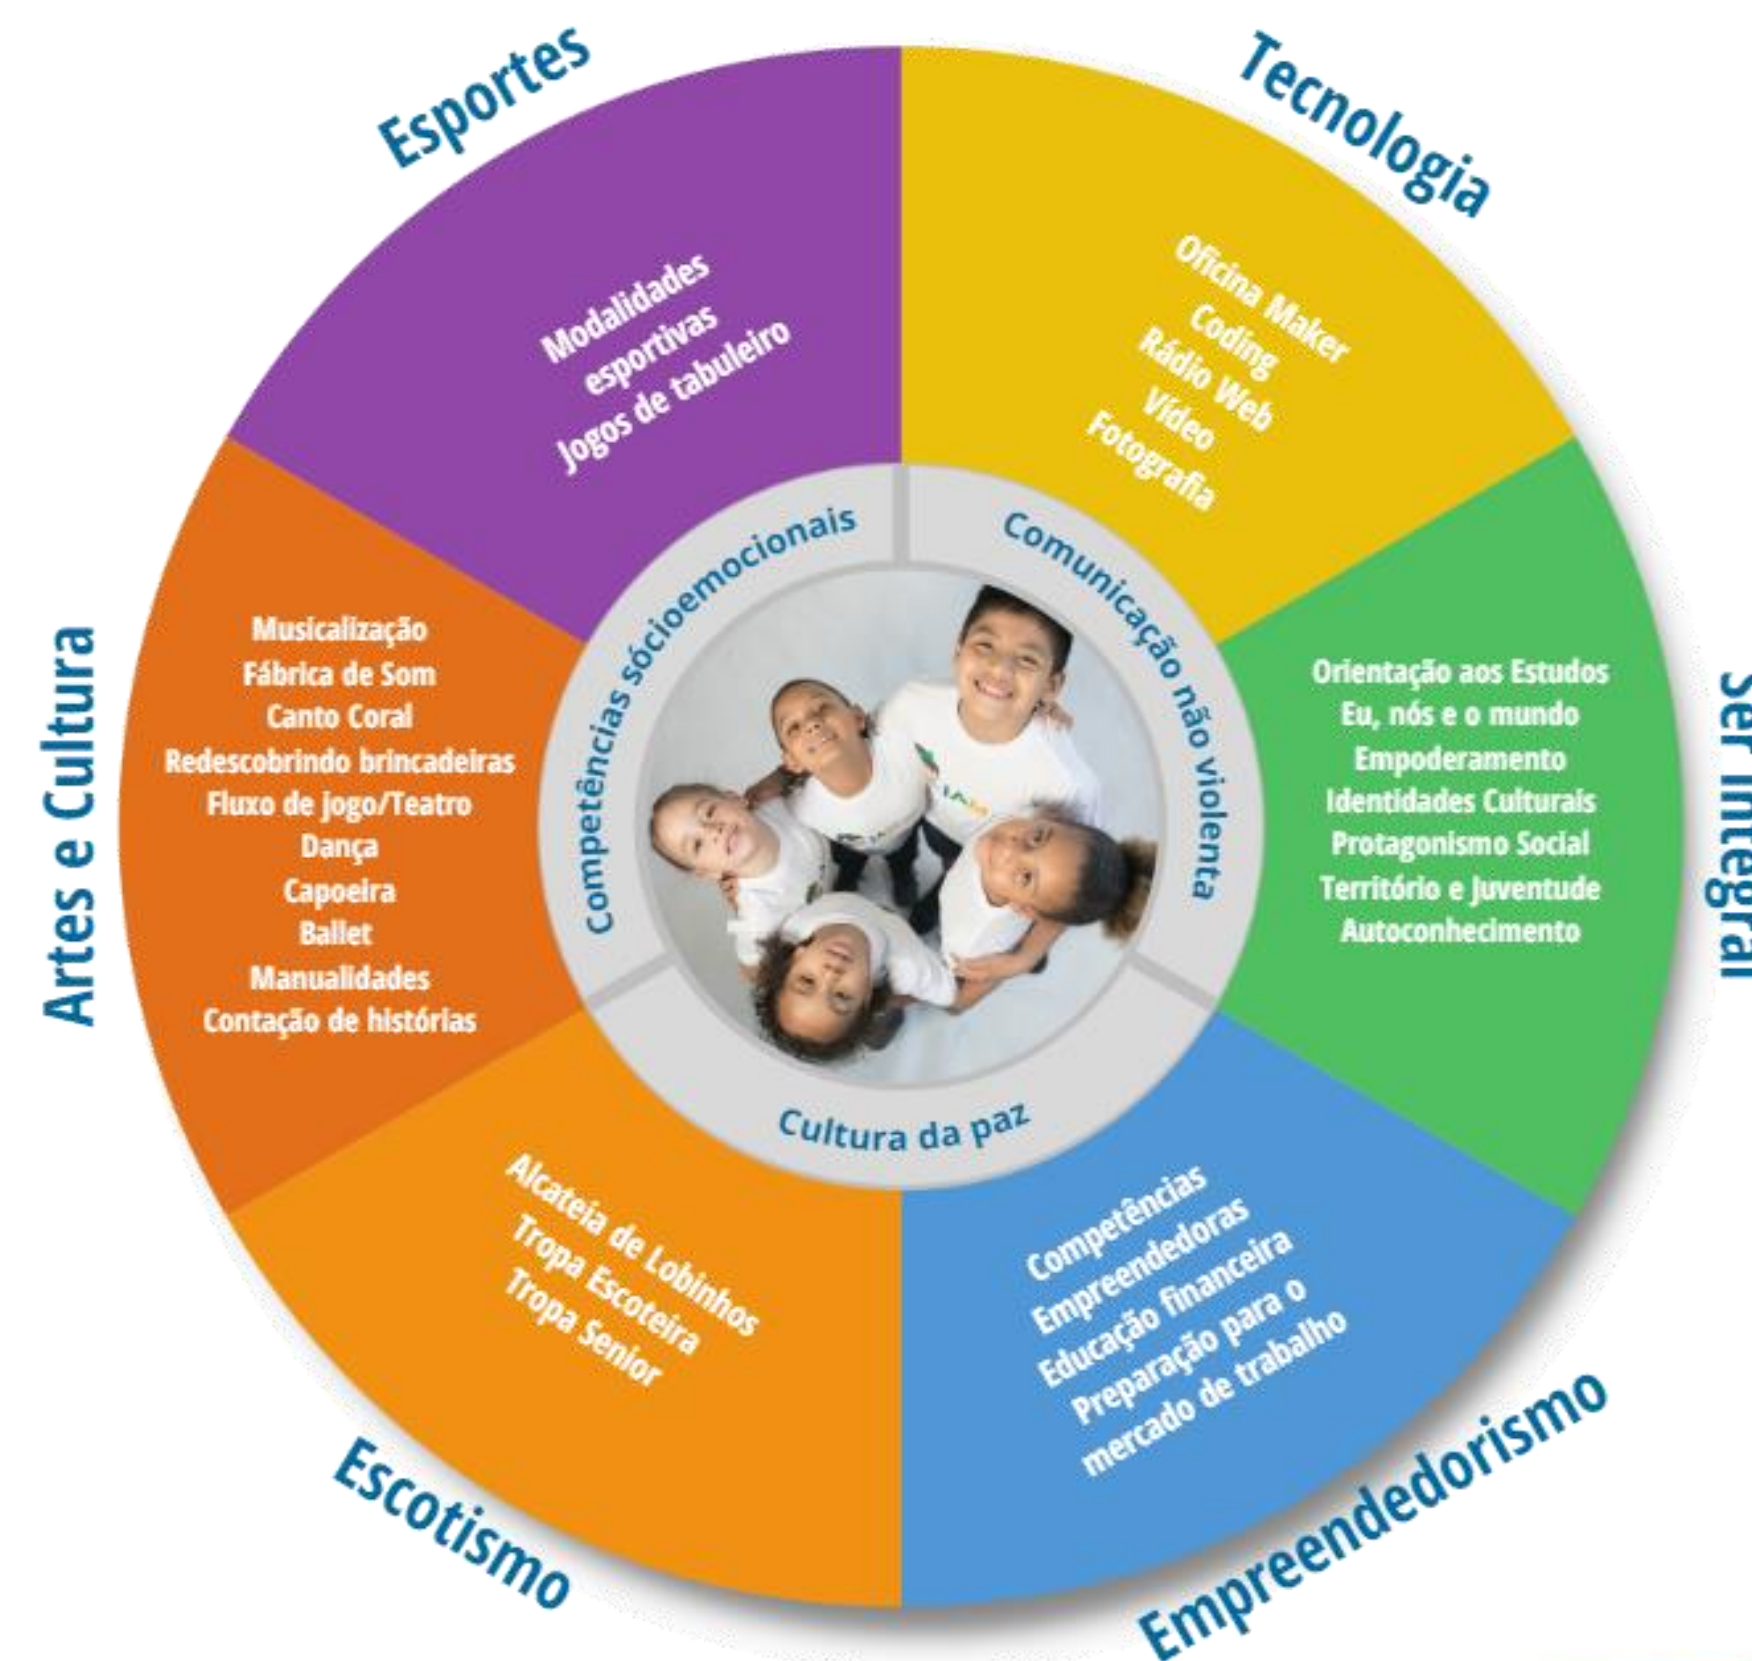 Esportes
Modalidades
esportivas
Jogos de tabuleiro
Tecnologia
Oficina Maker
Coding
Rádio Web
Vídeo
Fotografia
Ser Integral
Orientação aos Estudos
Eu, nós e o mundo
Empoderamento
Identidades Culturais
Protagonismo Social
Território e Juventude
Autoconhecimento
Empreendedorismo
Competências
Empreendedoras
Educação financeira
Preparação para o
mercado de trabalho
Escotismo
Alcateia de Lobinhos
Tropa Escoteira
Tropa Senior
Artes e Cultura
Musicalização
Fábrica de Som
Canto Coral
Redescobrindo brincadeiras
Fluxo de jogo/Teatro
Dança
Capoeira
Ballet
Manualidades
Contação de histórias
Competências sócioemocionais
Comunicação não violenta
Cultura da paz